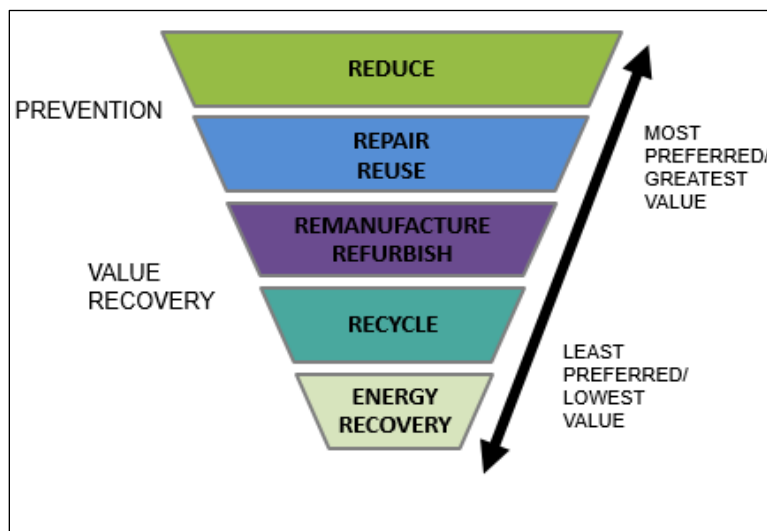 REDUCE
PREVENTION
REPAIR
REUSE
MOST
PREFERRED/
GREATEST
VALUE
REMANUFACTURE
REFURBISH
VALUE
RECOVERY
RECYCLE
LEAST
PREFERRED/
LOWEST
VALUE
ENERGY
RECOVERY